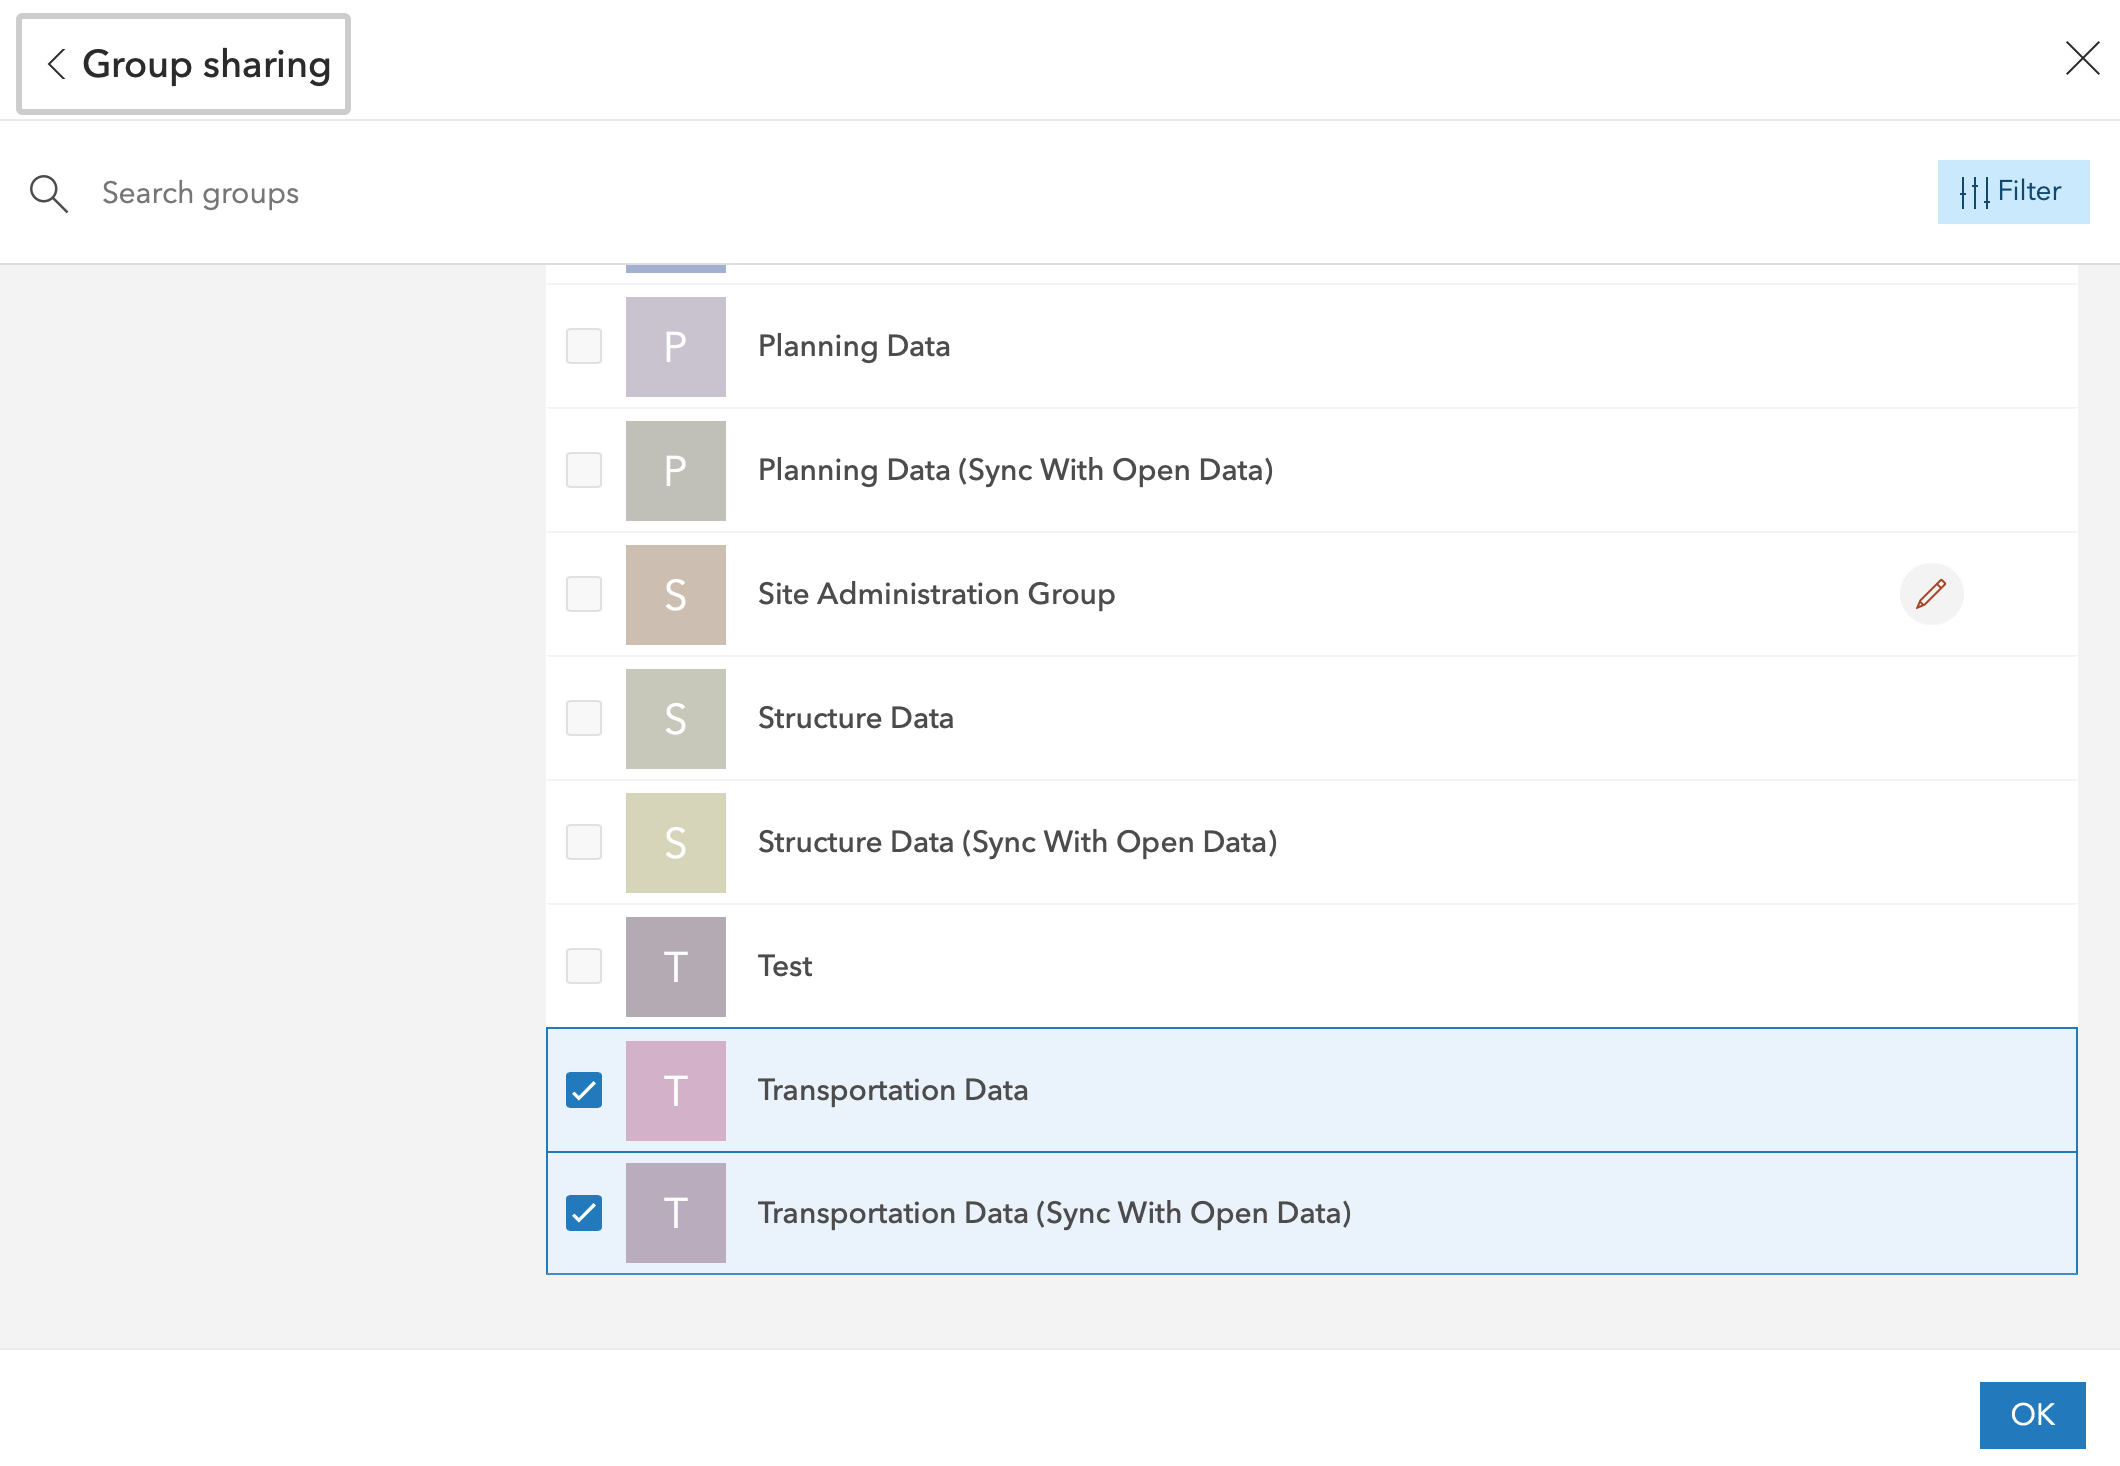 Group sharing
Search groups
Filter
P
Planning Data
P
Planning Data (Sync With Open Data)
S
Site Administration Group
S
Structure Data
S
Structure Data (Sync With Open Data)
T
Test
T
Transportation Data
T
Transportation Data (Sync With Open Data)
OK